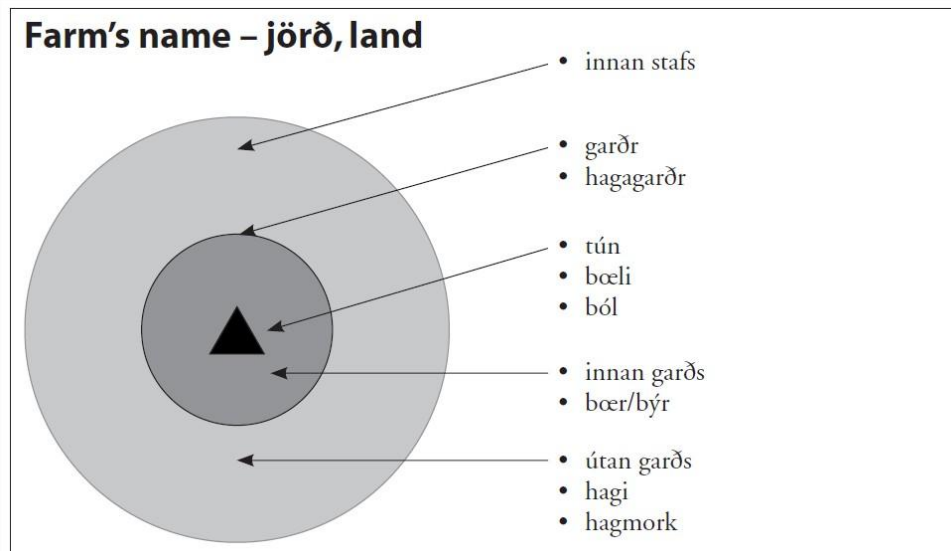 Farm's name – jörð, land
• innan stafs
• garðr
• hagagarðr
• tún
• bœli
• ból
• innan garðs
• bœr/býr
• útan garðs
• hagi
• hagmork